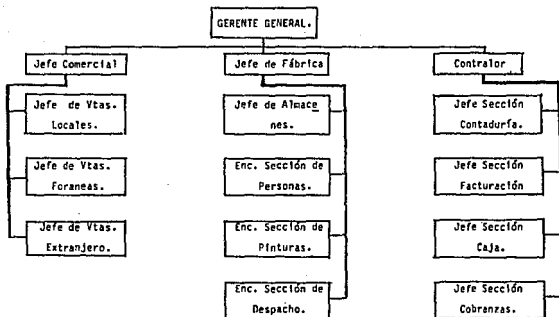 GERENTE GENERAL.
Jefe Comercial
Jefe de Fábrica
Contralor
Jefe de Vtas.
Locales.
Jefe de Vtas.
Foraneas.
Jefe de Vtas.
Extranjero.
Jefe de Almace
nes.
Enc. Sección de
Personas.
Enc. Sección de
Pinturas.
Enc. Sección de
Despacho.
Jefe Sección
Contaduría.
Jefe Sección
Facturación
Jefe Sección
Caja.
Jefe Sección
Cobranzas.